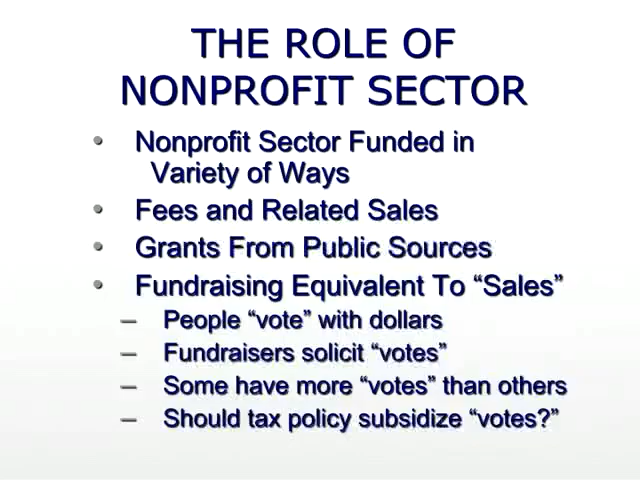 THE ROLE OF
NONPROFIT SECTOR
• Nonprofit Sector Funded in
Variety of Ways
• Fees and Related Sales
• Grants From Public Sources
• Fundraising Equivalent To “Sales”
– People “vote” with dollars
– Fundraisers solicit “votes”
– Some have more “votes” than others
– Should tax policy subsidize “votes?”